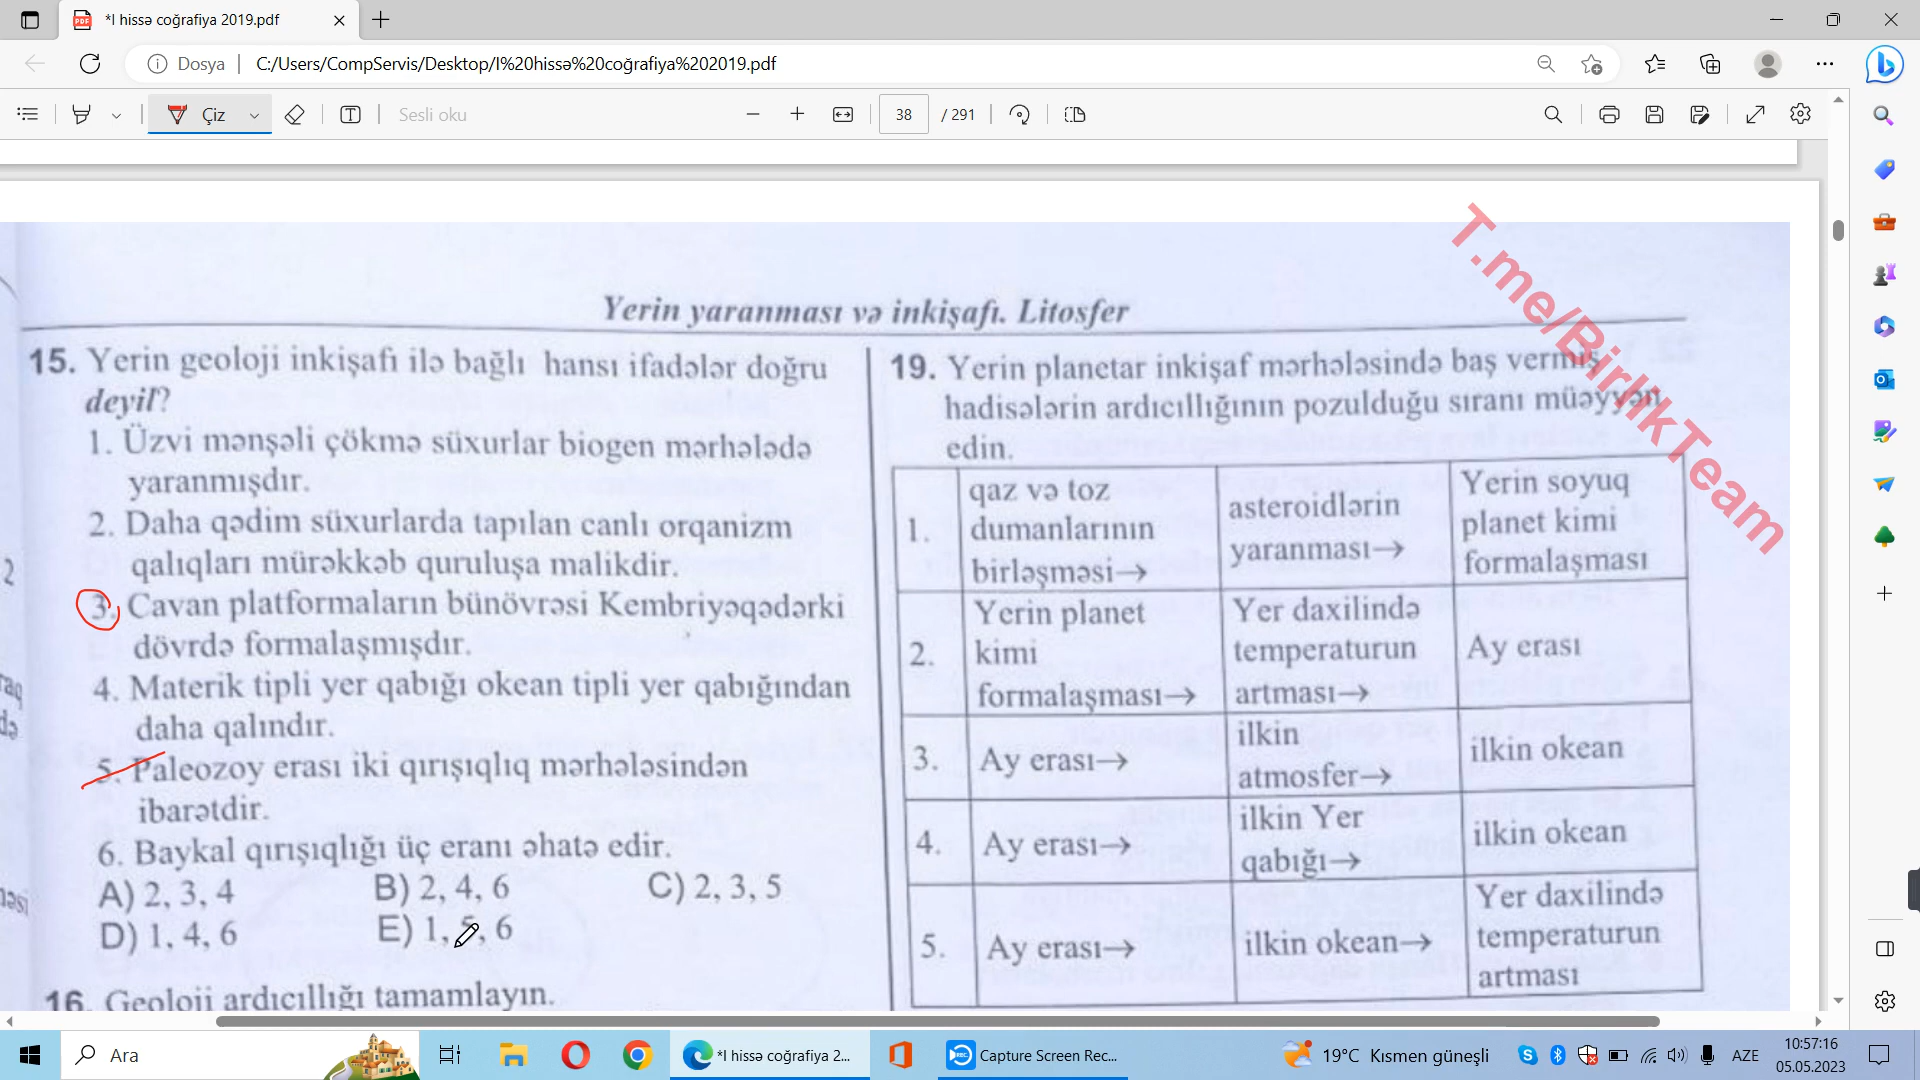 *I hissə coğrafiya 2019.pdf
Dosya
C:/Users/CompServis/Desktop/I%20hissə%20coğrafiya%202019.pdf
Çiz
Sesli oku
38
/ 291
T.me/BirlikTeam
Yerin yaranması və inkişafı. Litosfer
15. Yerin geoloji inkişafı ilə bağlı hansı ifadələr doğru
deyil?
1. Üzvi mənşəli çökmə süxurlar biogen mərhələdə
yaranmışdır.
2. Daha qədim süxurlarda tapılan canlı orqanizm
qalıqları mürəkkəb quruluşa malikdir.
3. Cavan platformaların bünövrəsi Kembriyəqədərki
dövrdə formalaşmışdır.
4. Materik tipli yer qabığı okean tipli yer qabığından
daha qalındır.
5. Paleozoy erası iki qırışıqlıq mərhələsindən
ibarətdir.
6. Baykal qırışıqlığı üç eranı əhatə edir.
A) 2, 3, 4
B) 2, 4, 6
C) 2, 3, 5
D) 1, 4, 6
E) 1, 5, 6
16. Geoloji ardıcıllığı tamamlayın.
19. Yerin planetar inkişaf mərhələsində baş vermiş
hadisələrin ardıcıllığının pozulduğu sıranı müəyyən
edin.
1.
qaz və toz
dumanlarının
birləşməsi→
asteroidlərin
yaranması→
Yerin soyuq
planet kimi
formalaşması
2.
Yerin planet
kimi
formalaşması→
Yer daxilində
temperaturun
artması→
Ay erası
3.
Ay erası→
ilkin
atmosfer→
ilkin okean
4.
Ay erası→
ilkin Yer
qabığı→
ilkin okean
5.
Ay erası→
ilkin okean→
Yer daxilində
temperaturun
artması
2
də
Ara
*I hissə coğrafiya 2...
Capture Screen Rec...
19°C Kısmen güneşli
AZE
10:57:16
05.05.2023